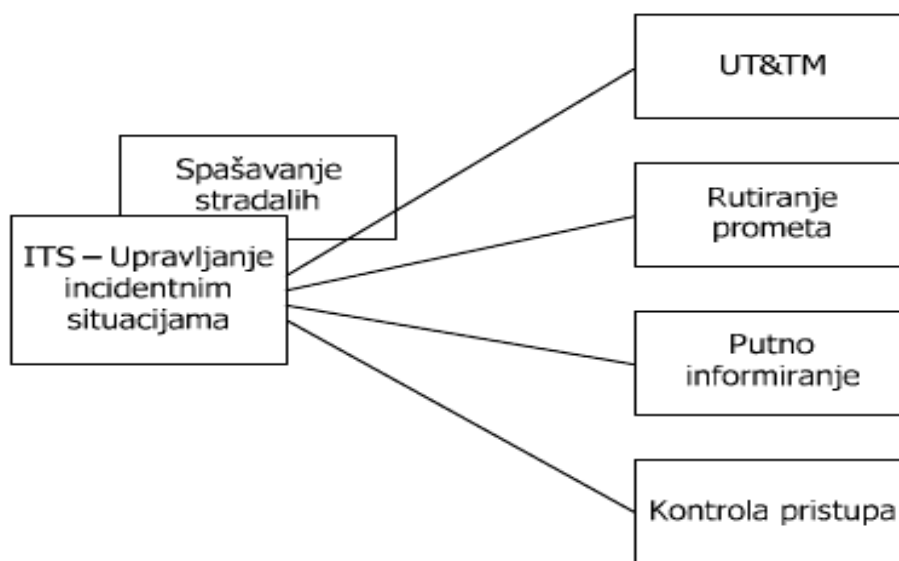 UT&TM
Spašavanje
stradalih
Rutiranje
prometa
ITS – Upravljanje
incidentnim
situacijama
Putno
informiranje
Kontrola pristupa